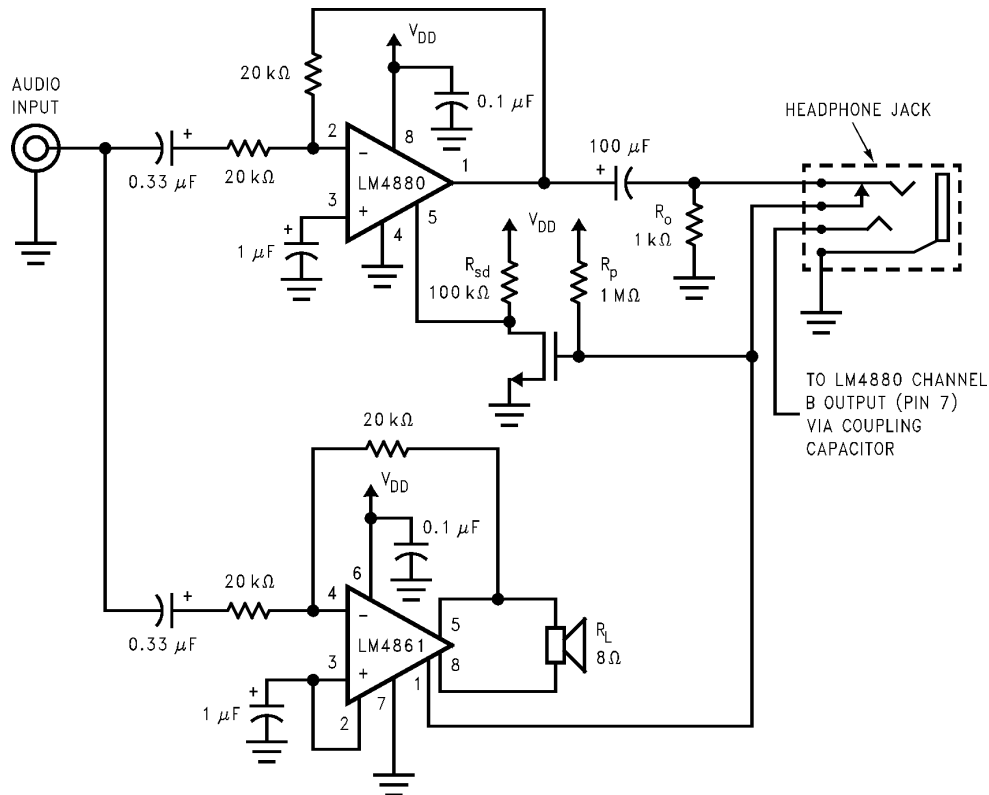 V_DD
AUDIO
INPUT
20 kΩ
0.1 μF
HEADPHONE JACK
+
0.33 μF
20 kΩ
2
−
8
LM4880
1
100 μF
+
3
+
5
4
+
1 μF
V_DD
R_sd
100 kΩ
R_p
1 MΩ
R_o
1 kΩ
TO LM4880 CHANNEL
B OUTPUT (PIN 7)
VIA COUPLING
CAPACITOR
20 kΩ
V_DD
0.1 μF
6
+
0.33 μF
20 kΩ
4
−
LM4861
5
8
R_L
8Ω
3
+
1
7
2
+
1 μF